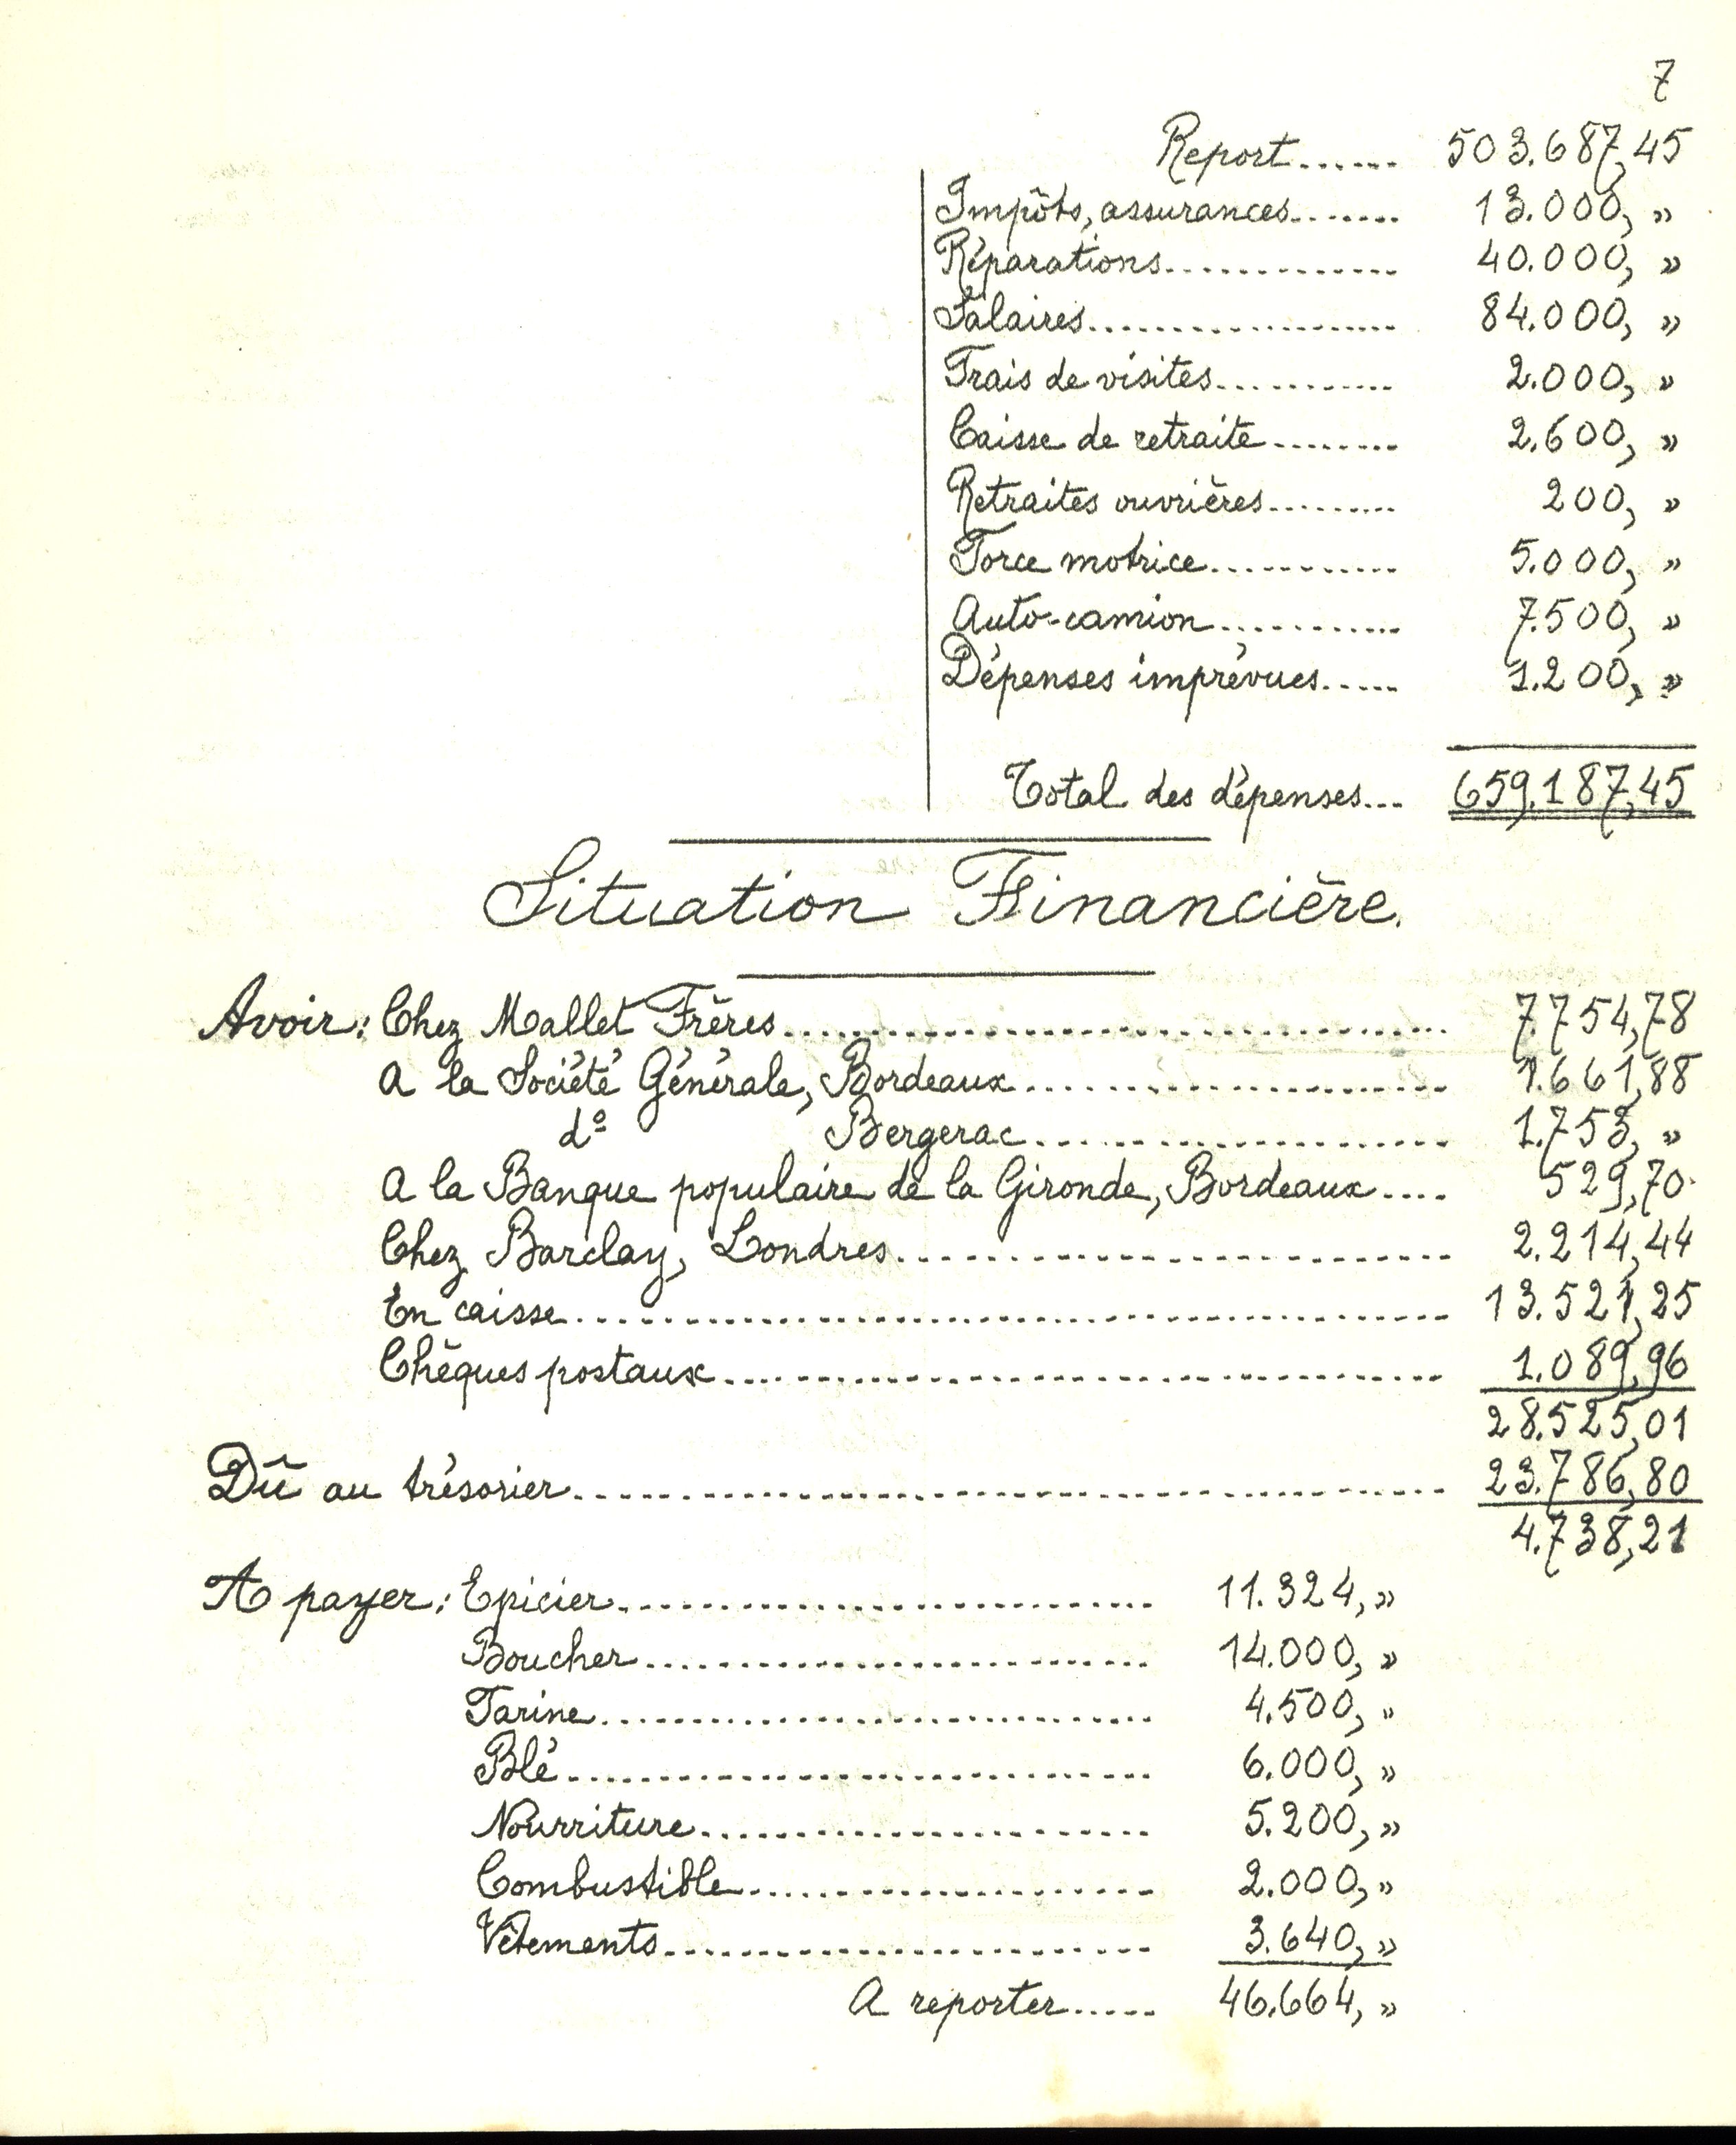 7
Report...... 503.687,45
Impôts, assurances....... 13.000, »
Réparations.............. 40.000, »
Salaires.................... 84.000, »
Frais de visites............ 2.000, »
Caisse de retraite......... 2.600, »
Retraites ouvrières......... 200, »
Force motrice............ 5.000, »
Auto-camion............ 7.500, »
Dépenses imprévues..... 1.200, »
Total des dépenses... 659.187,45
Situation Financière.
Avoir: Chez Mallet Frères.................................... 7.754,78
A la Société Générale, Bordeaux....................... 1.661,88
dº Bergerac....................... 1.753, »
A la Banque populaire de la Gironde, Bordeaux.... 529,70
Chez Barclay, Londres............................ 2.214,44
En caisse............................................. 13.521,25
Chèques postaux..................................... 1.089,96
28.525,01
Dû au trésorier............................................. 23.786,80
4.738,21
A payer: Epicier............................ 11.324, »
Boucher............................ 14.000, »
Farine.............................. 4.500, »
Blé................................ 6.000, »
Nourriture......................... 5.200, »
Combustible...................... 2.000, »
Vêtements.......................... 3.640, »
A reporter..... 46.664, »